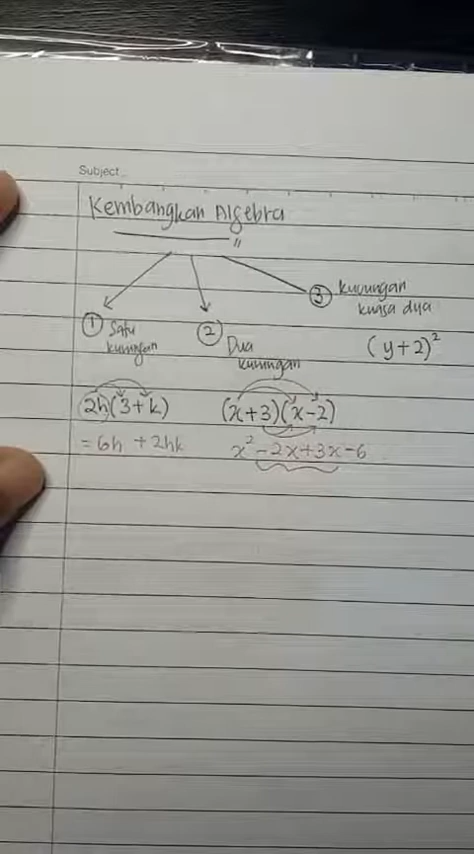 Subject
Kembangkan Algebra
① Satu
kurungan
② Dua
kurungan
③ kurungan
kuasa dua
2h(3+k)
= 6h + 2hk
(x+3)(x-2)
x² -2x+3x-6
(y+2)²